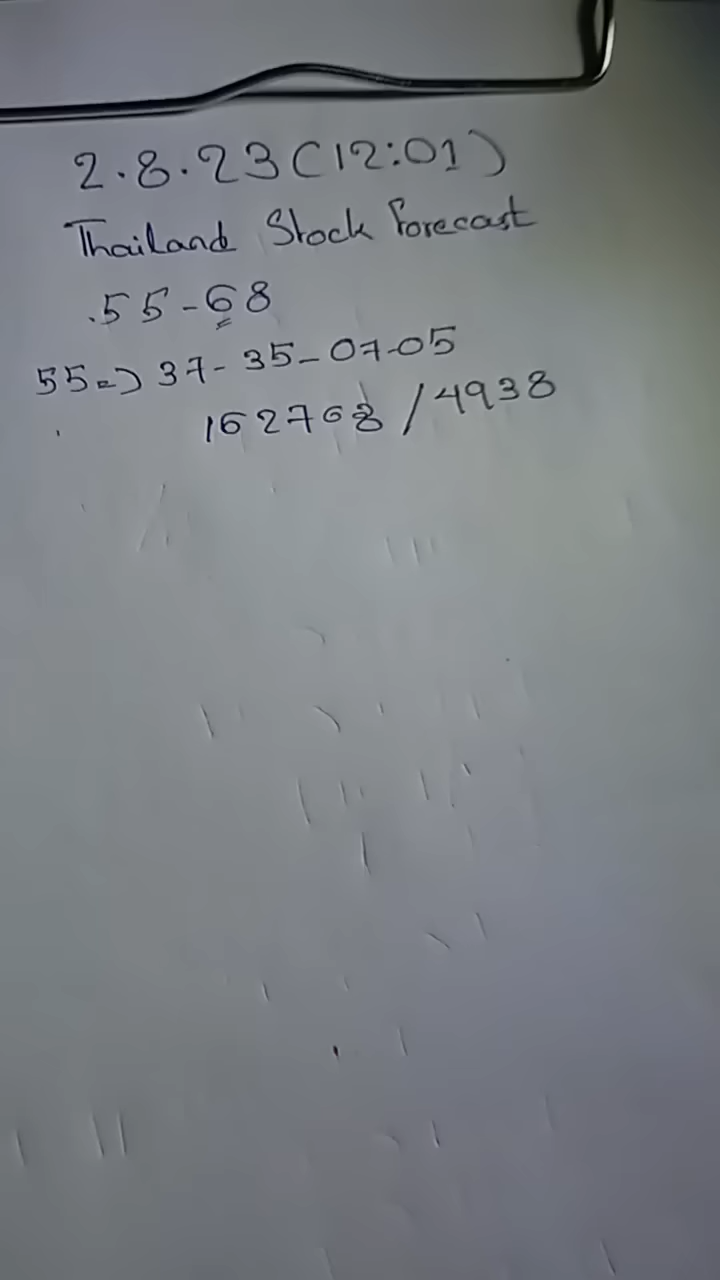 2.8.23 (12:01)
Thailand Stock Forecast
.55-68
55=> 37-35-07-05
162768 / 4938